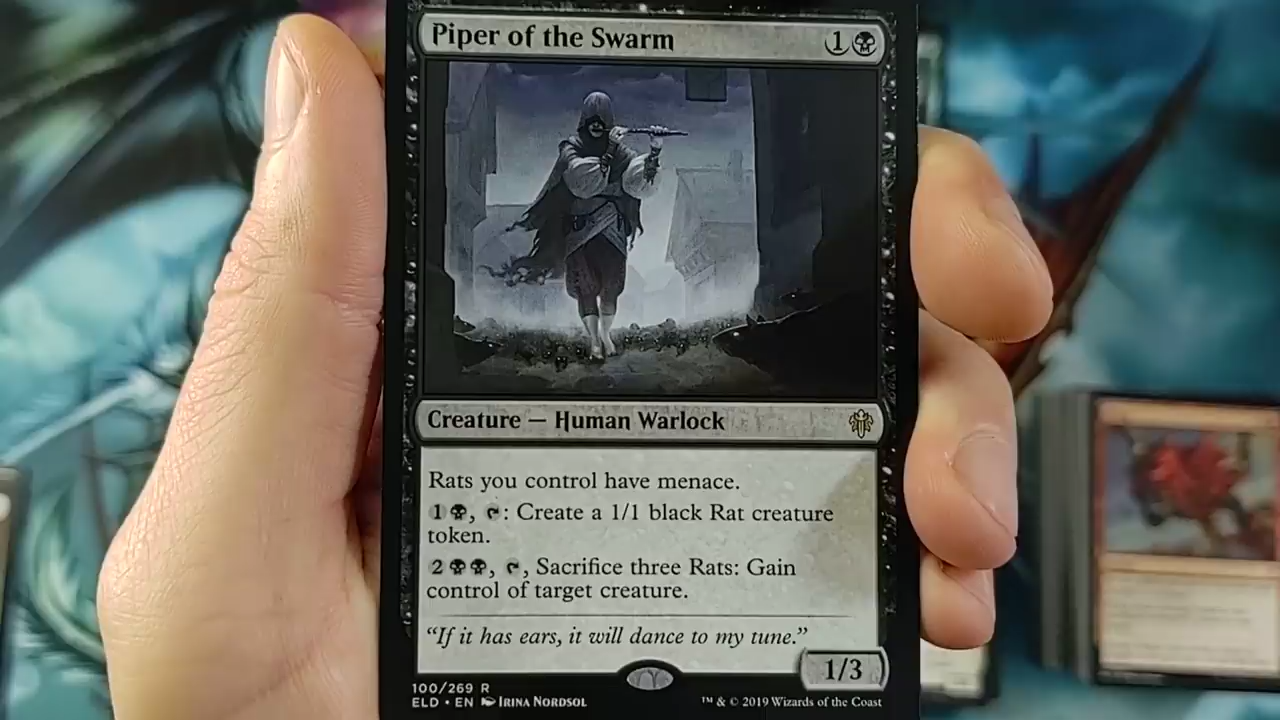 Piper of the Swarm 1
Creature — Human Warlock
Rats you control have menace.
1, : Create a 1/1 black Rat creature
token.
2, , Sacrifice three Rats: Gain
control of target creature.
“If it has ears, it will dance to my tune.”
1/3
100/269 R
ELD • EN Irina Nordsol
™ & © 2019 Wizards of the Coast